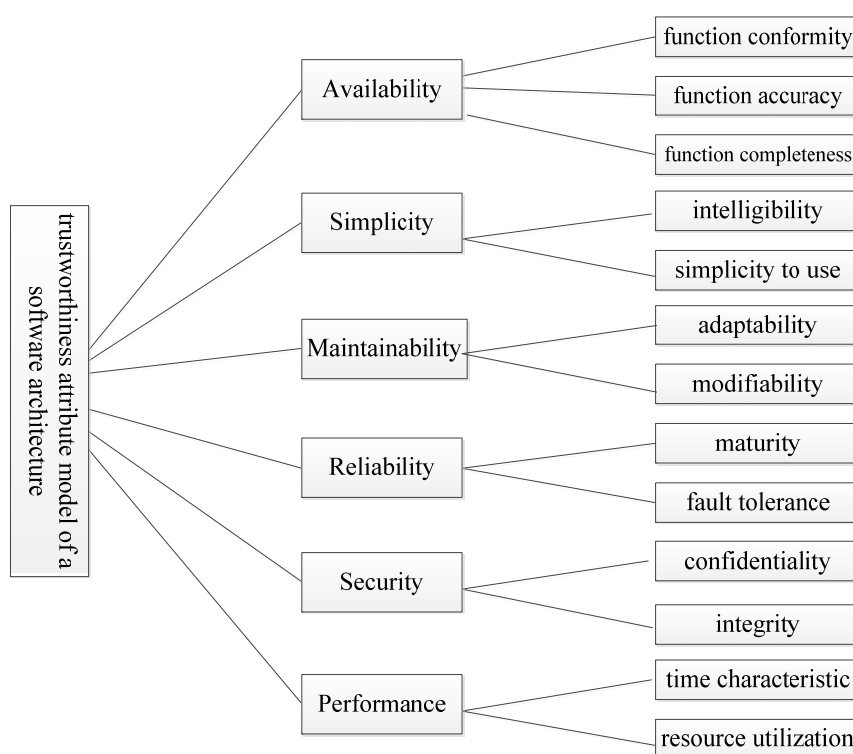 trustworthiness attribute model of a
software architecture
Availability
function conformity
function accuracy
function completeness
Simplicity
intelligibility
simplicity to use
Maintainability
adaptability
modifiability
Reliability
maturity
fault tolerance
Security
confidentiality
integrity
Performance
time characteristic
resource utilization